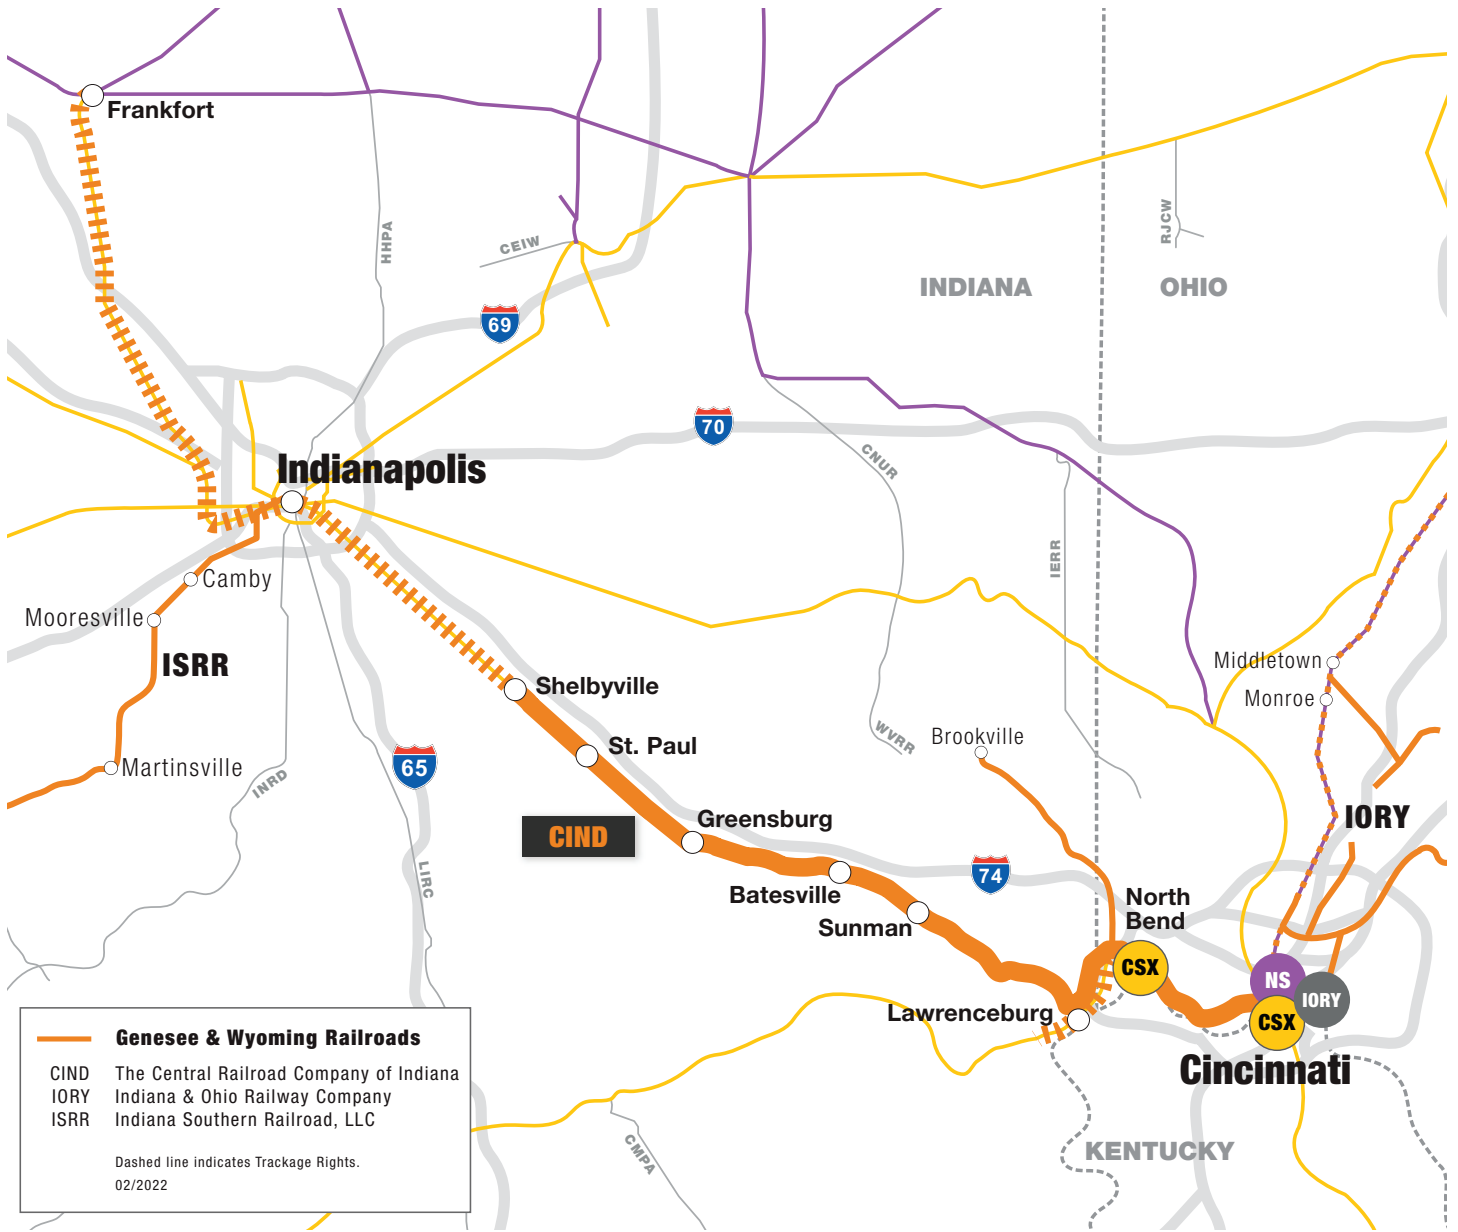 Frankfort
HHPA
CEIW
RJCW
INDIANA
OHIO
69
70
CNUR
Indianapolis
IERR
Camby
Mooresville
ISRR
Shelbyville
Middletown
Monroe
St. Paul
WVRR
Brookville
Martinsville
65
INRD
CIND
Greensburg
IORY
LIRC
74
Batesville
Sunman
North
Bend
CSX
NS
IORY
CSX
Lawrenceburg
Cincinnati
CMPA
KENTUCKY
Genesee & Wyoming Railroads
CIND The Central Railroad Company of Indiana
IORY Indiana & Ohio Railway Company
ISRR Indiana Southern Railroad, LLC
Dashed line indicates Trackage Rights.
02/2022